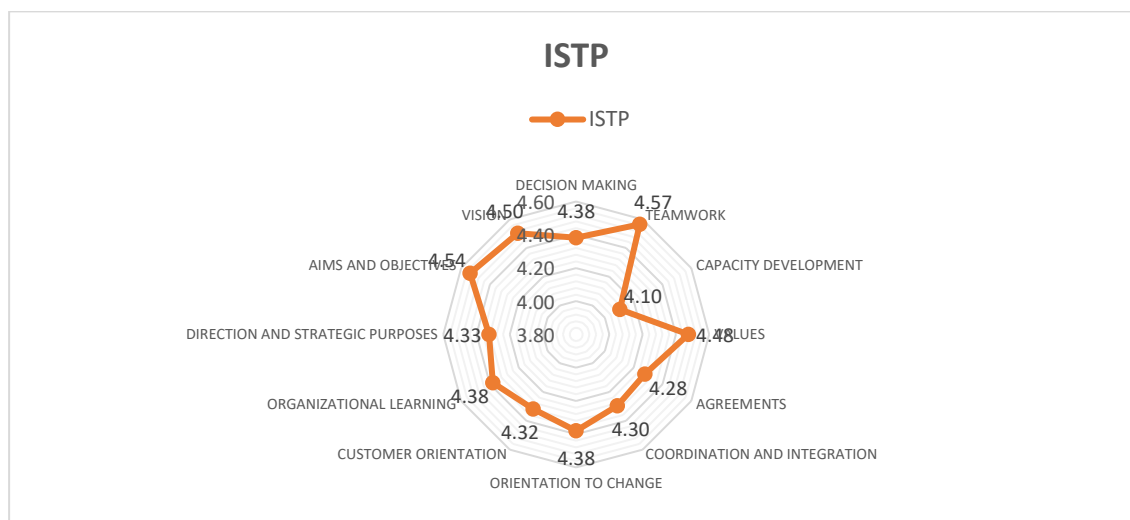 ISTP
ISTP
DECISION MAKING
TEAMWORK
CAPACITY DEVELOPMENT
VALUES
AGREEMENTS
COORDINATION AND INTEGRATION
ORIENTATION TO CHANGE
CUSTOMER ORIENTATION
ORGANIZATIONAL LEARNING
DIRECTION AND STRATEGIC PURPOSES
AIMS AND OBJECTIVES
VISION
4.38
4.57
4.10
4.48
4.28
4.30
4.38
4.32
4.38
4.33
4.54
4.50
4.60
4.40
4.20
4.00
3.80